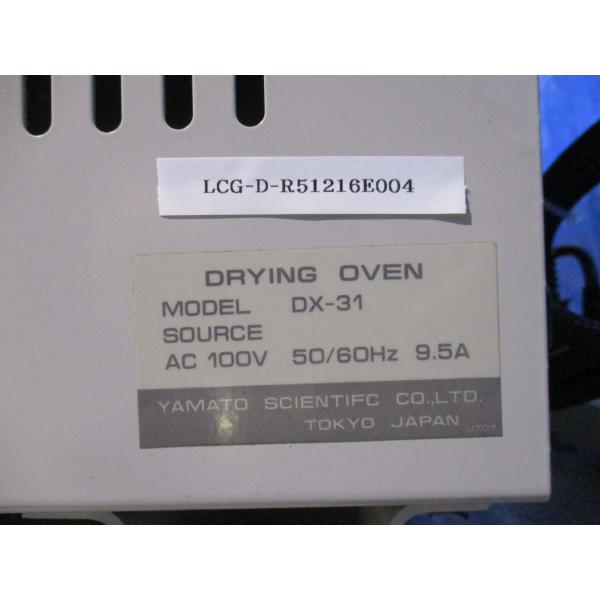 LCG-D-R51216E004
DRYING OVEN
MODEL DX-31
SOURCE
AC 100V 50/60Hz 9.5A
YAMATO SCIENTIFC CO.,LTD.
TOKYO JAPAN